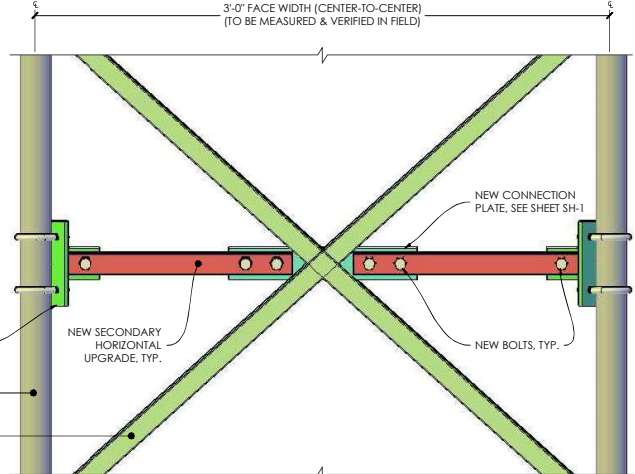 3'-0" FACE WIDTH (CENTER-TO-CENTER)
(TO BE MEASURED & VERIFIED IN FIELD)
NEW CONNECTION
PLATE, SEE SHEET SH-1
NEW SECONDARY
HORIZONTAL
UPGRADE, TYP.
NEW BOLTS, TYP.